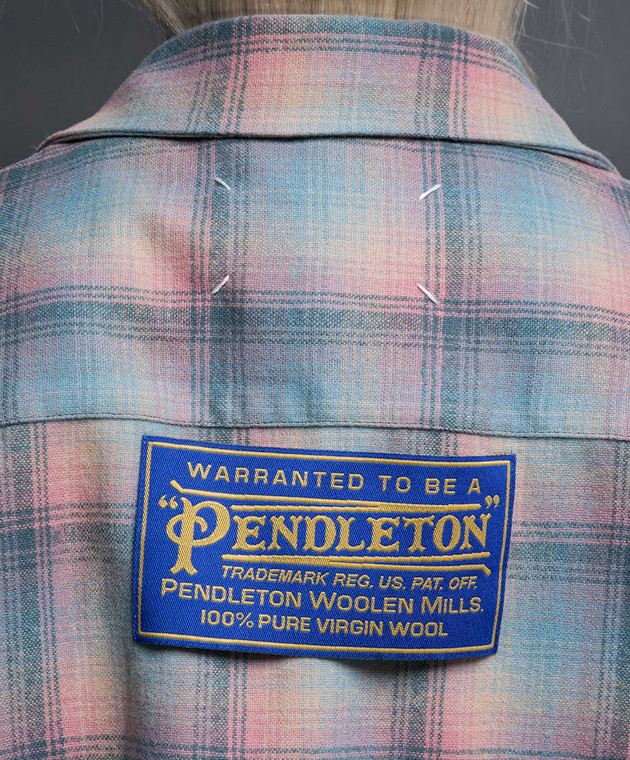 WARRANTED TO BE A
"PENDLETON"
TRADEMARK REG. US. PAT. OFF.
PENDLETON WOOLEN MILLS.
100% PURE VIRGIN WOOL